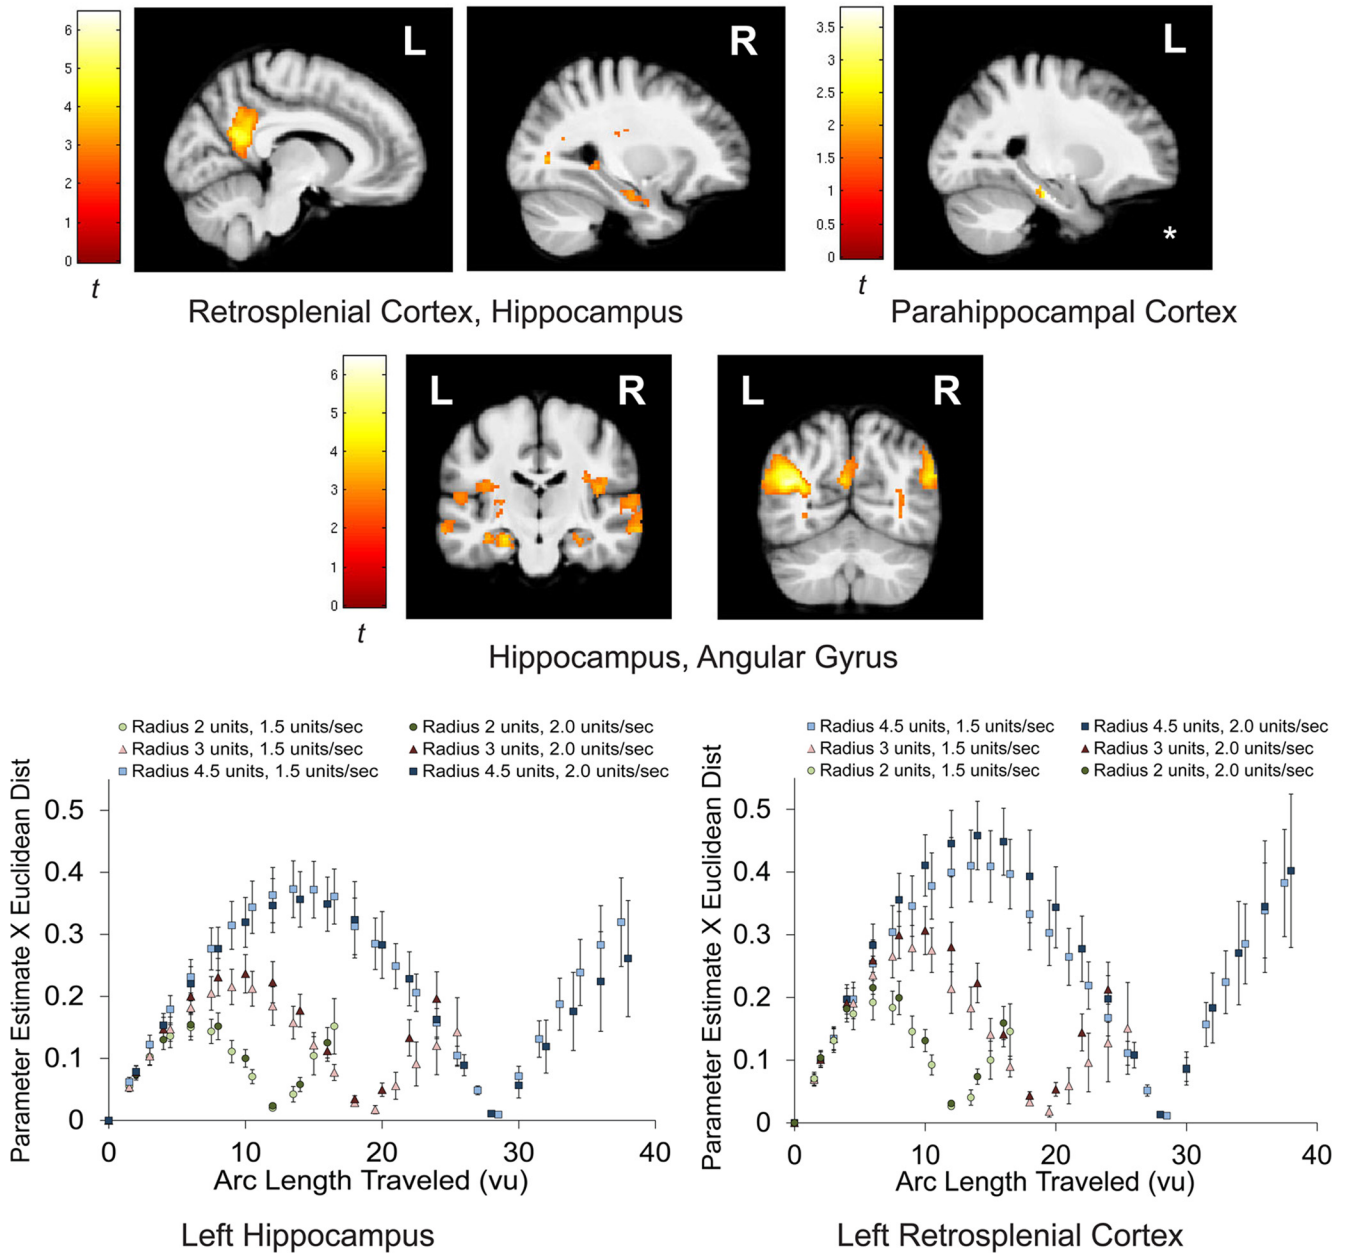 6
5
4
3
2
1
0
t
L
R
3.5
3
2.5
2
1.5
1
0.5
0
t
L
*
Retrosplenial Cortex, Hippocampus
Parahippocampal Cortex
6
5
4
3
2
1
0
t
L R
L R
Hippocampus, Angular Gyrus
Radius 2 units, 1.5 units/sec
Radius 2 units, 2.0 units/sec
Radius 3 units, 1.5 units/sec
Radius 3 units, 2.0 units/sec
Radius 4.5 units, 1.5 units/sec
Radius 4.5 units, 2.0 units/sec
Parameter Estimate X Euclidean Dist
0.5
0.4
0.3
0.2
0.1
0
0 10 20 30 40
Arc Length Traveled (vu)
Left Hippocampus
Radius 4.5 units, 1.5 units/sec
Radius 4.5 units, 2.0 units/sec
Radius 3 units, 1.5 units/sec
Radius 3 units, 2.0 units/sec
Radius 2 units, 1.5 units/sec
Radius 2 units, 2.0 units/sec
Parameter Estimate X Euclidean Dist
0.5
0.4
0.3
0.2
0.1
0
0 10 20 30 40
Arc Length Traveled (vu)
Left Retrosplenial Cortex